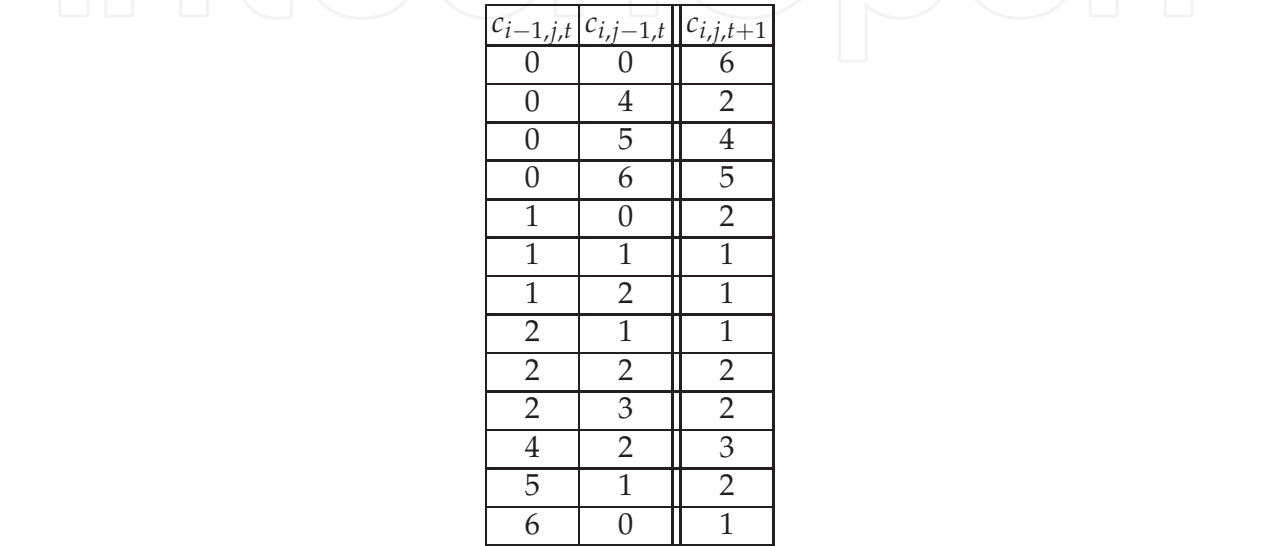 c_{i−1,j,t} c_{i,j−1,t} c_{i,j,t+1}
0 0 6
0 4 2
0 5 4
0 6 5
1 0 2
1 1 1
1 2 1
2 1 1
2 2 2
2 3 2
4 2 3
5 1 2
6 0 1